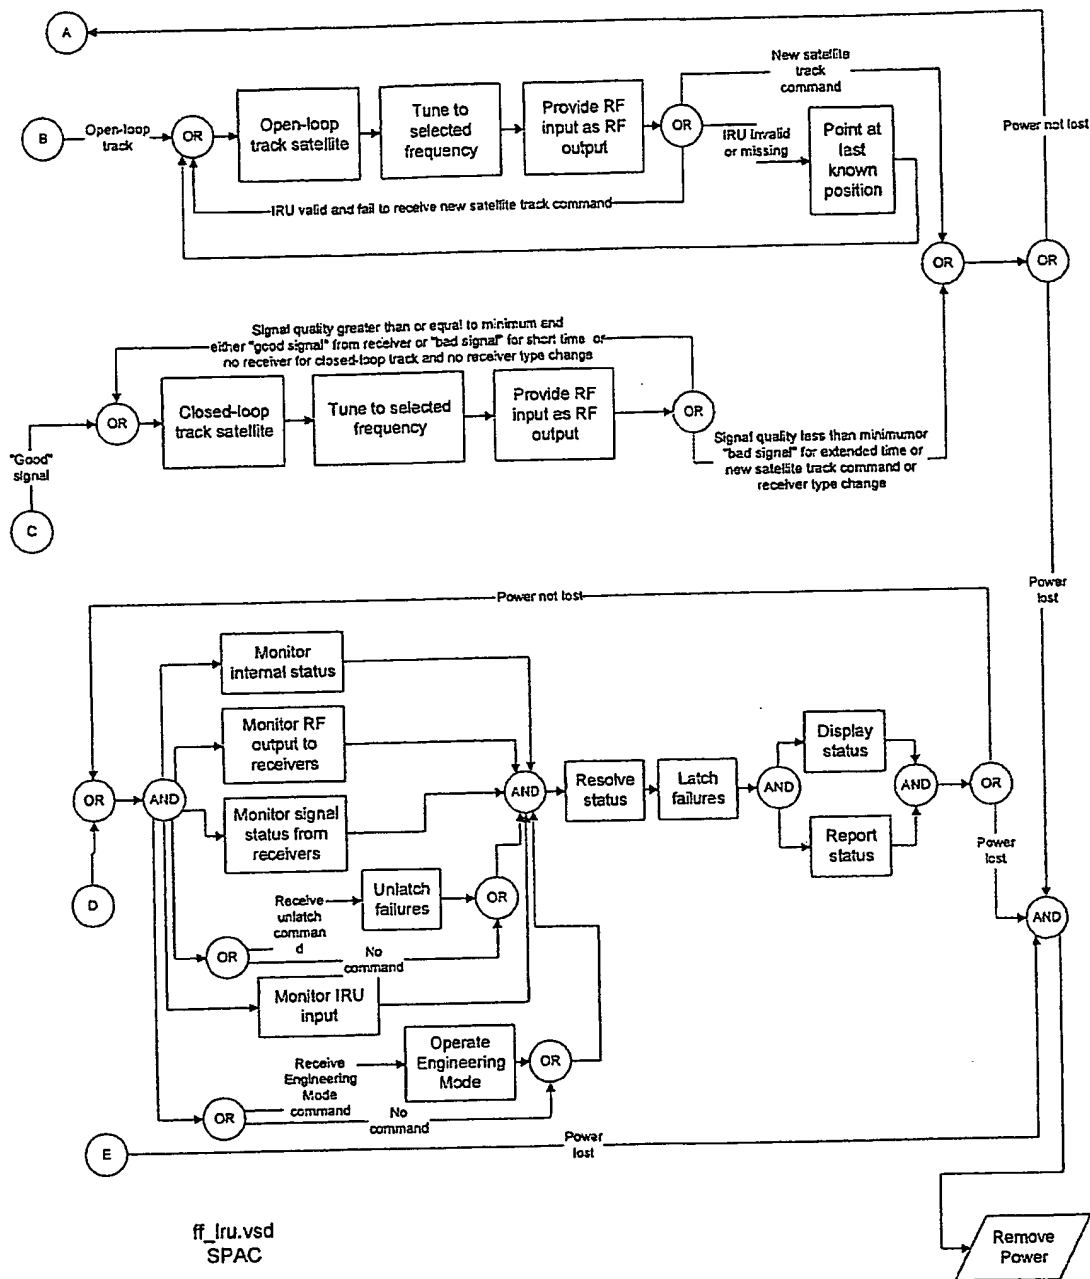 A
New satellite
track
command
B
Open-loop
track
OR
Open-loop
track satellite
Tune to
selected
frequency
Provide RF
input as RF
output
OR
IRU invalid
or missing
Point at
last
known
position
Power not lost
IRU valid and fail to receive new satellite track command
OR
OR
Signal quality greater than or equal to minimum and
either "good signal" from receiver or "bad signal" for short time or
no receiver for closed-loop track and no receiver type change
OR
Closed-loop
track satellite
Tune to selected
frequency
Provide RF
input as RF
output
OR
"Good"
signal
Signal quality less than minimumor
"bad signal" for extended time or
new satellite track command or
receiver type change
C
Power not lost
Power
lost
Monitor
internal status
Monitor RF
output to
receivers
Display
status
OR
AND
Monitor signal
status from
receivers
AND
Resolve
status
Latch
failures
AND
AND
OR
Report
status
Power
lost
D
Receive
unlatch
comman
d
Unlatch
failures
OR
AND
OR
No
command
Monitor IRU
input
Receive
Engineering
Mode
command
Operate
Engineering
Mode
OR
OR
No
command
E
Power
lost
ff_lru.vsd
SPAC
Remove
Power